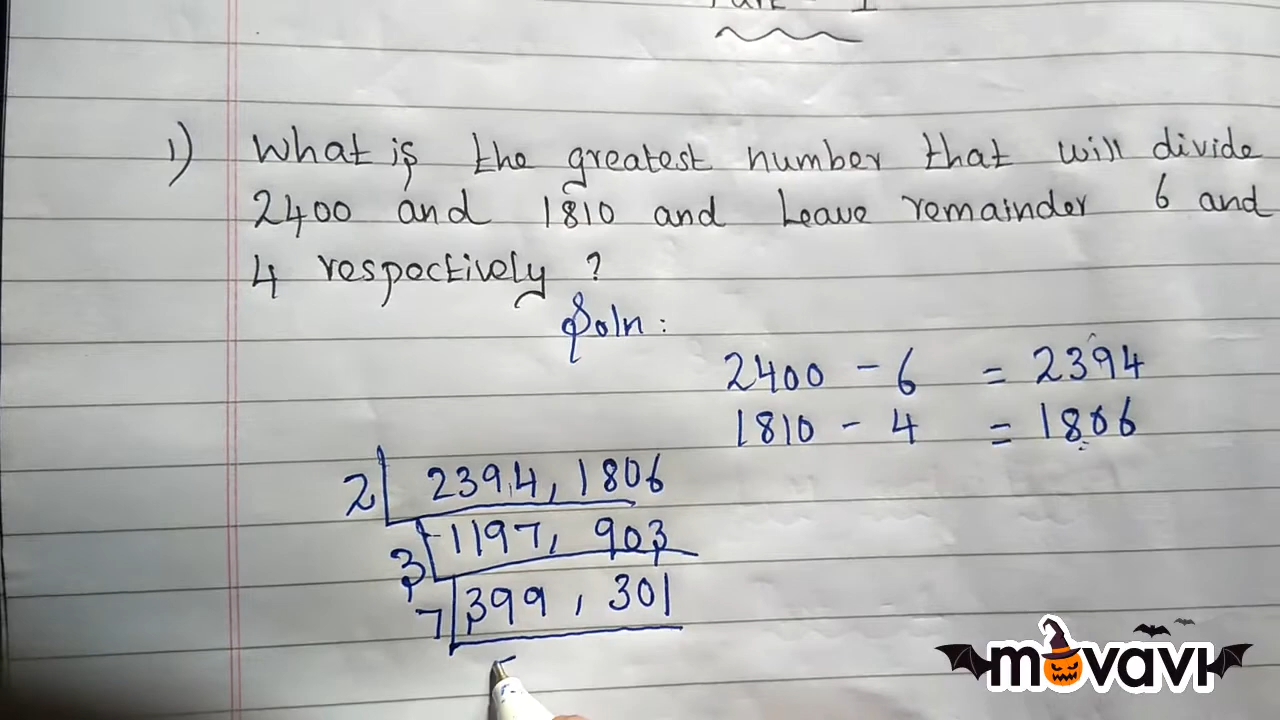 1) What is the greatest number that will divide
2400 and 1810 and Leave remainder 6 and
4 respectively ?
Soln :
2400 - 6 = 2394
1810 - 4 = 1806
2 2394, 1806
3 1197, 903
7 399, 301
movavi